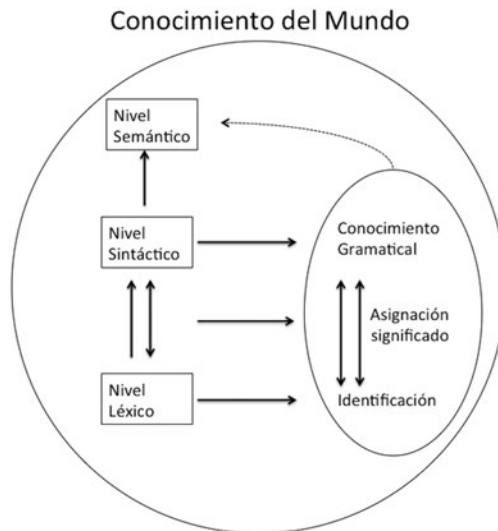 Conocimiento del Mundo
Nivel
Semántico
Nivel
Sintáctico
Conocimiento
Gramatical
Asignación
significado
Nivel
Léxico
Identificación